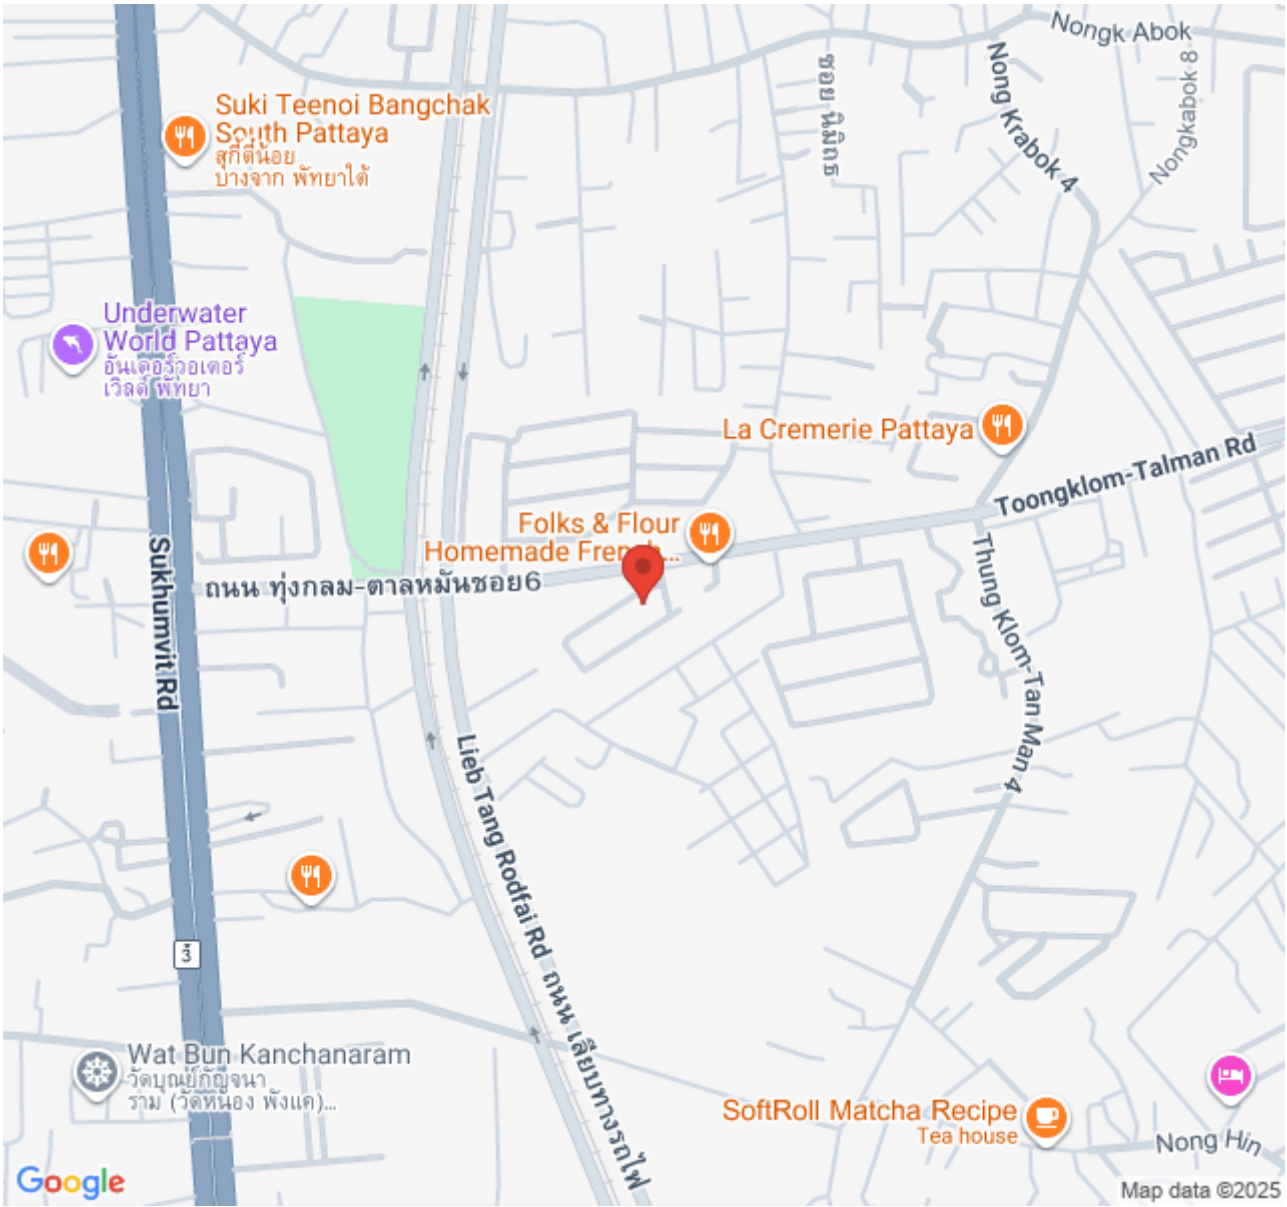 Nongk Abok
Nong Krabok 4
Nongkabok 8
ซอย นิมิตร
Suki Teenoi Bangchak
South Pattaya
สุกี้ตี๋น้อย
บางจาก พัทยาใต้
Underwater
World Pattaya
อันเดอร์วอเตอร์
เวิลด์ พัทยา
La Cremerie Pattaya
Toongklom-Talman Rd
Folks & Flour
Homemade French...
ถนน ทุ่งกลม-ตาลหมันซอย6
Sukhumvit Rd
Thung Klom-Tan Man 4
Lieb Tang Rodfai Rd ถนน เลียบทางรถไฟ
3
Wat Bun Kanchanaram
วัดบุณย์กัญจนา
ราม (วัดหนอง พังแค)...
SoftRoll Matcha Recipe
Tea house
Nong Hin
Google
Map data ©2025